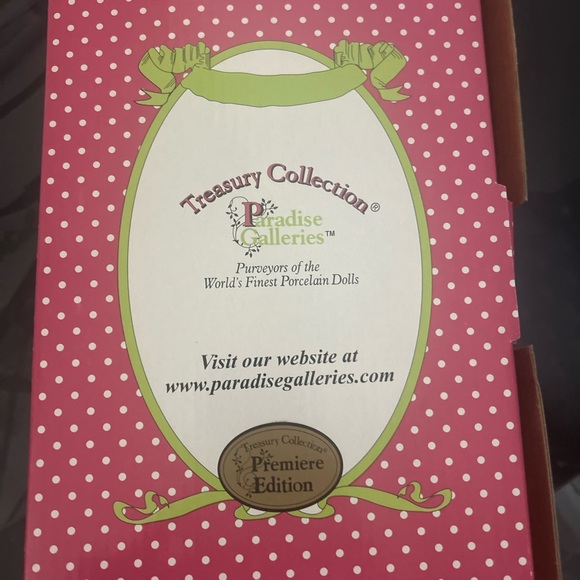 Treasury Collection®
Paradise
Galleries™
Purveyors of the
World's Finest Porcelain Dolls
Visit our website at
www.paradisegalleries.com
Treasury Collection®
Premiere
Edition